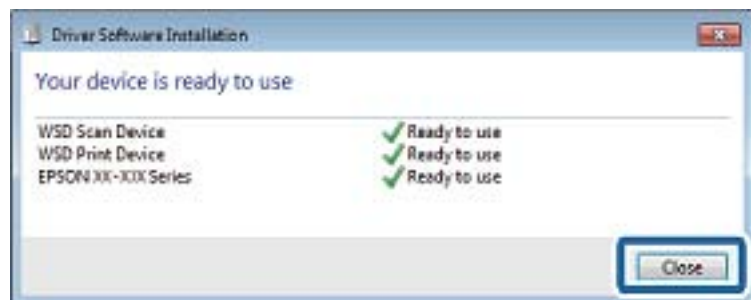 Driver Software Installation
Your device is ready to use
WSD Scan Device Ready to use
WSD Print Device Ready to use
EPSON XX-XXX Series Ready to use
Close